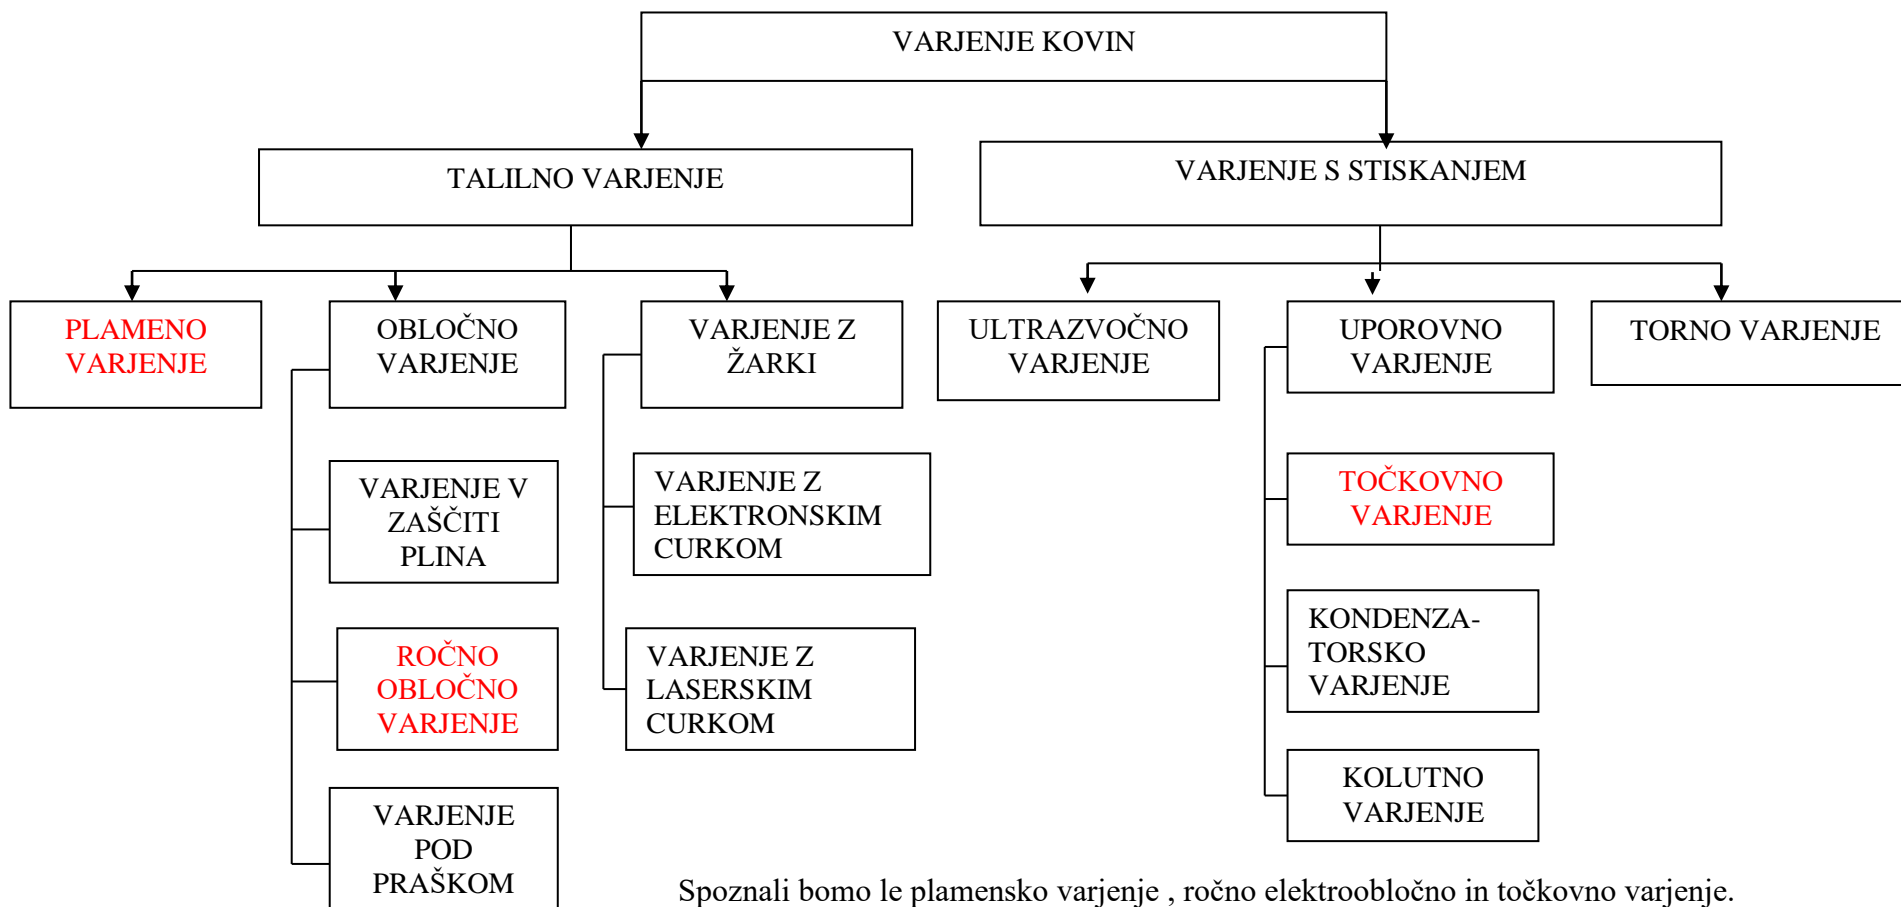 VARJENJE KOVIN
TALILNO VARJENJE
VARJENJE S STISKANJEM
PLAMENO
VARJENJE
OBLOČNO
VARJENJE
VARJENJE Z
ŽARKI
ULTRAZVOČNO
VARJENJE
UPOROVNO
VARJENJE
TORNO VARJENJE
VARJENJE V
ZAŠČITI
PLINA
VARJENJE Z
ELEKTRONSKIM
CURKOM
TOČKOVNO
VARJENJE
ROČNO
OBLOČNO
VARJENJE
VARJENJE Z
LASERSKIM
CURKOM
KONDENZA-
TORSKO
VARJENJE
VARJENJE
POD
PRAŠKOM
KOLUTNO
VARJENJE
Spoznali bomo le plamensko varjenje , ročno elektroobločno in točkovno varjenje.